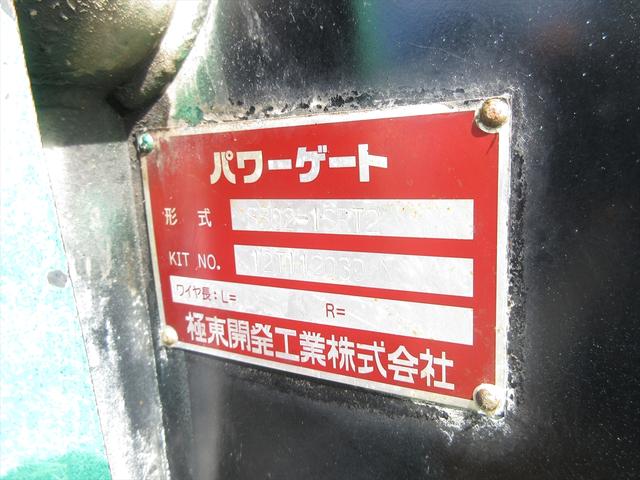 パワーゲート
形 式
KIT NO.
ワイヤ長:L= R=
極東開発工業株式会社